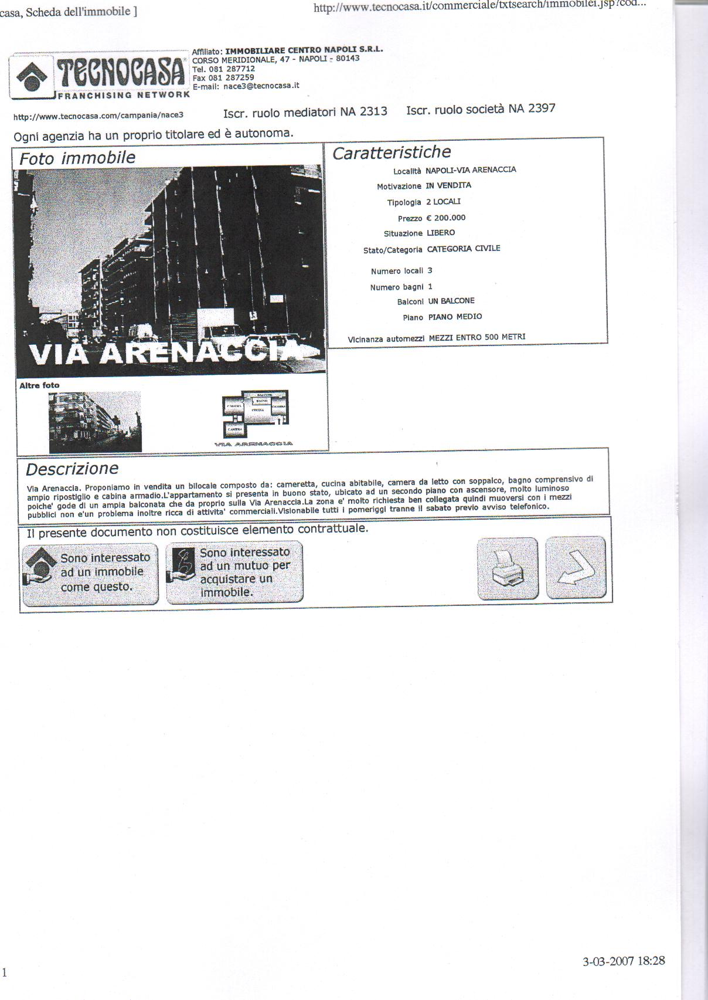 casa, Scheda dell'immobile ]
http://www.tecnocasa.it/commerciale/txtsearch/immobile1.jsp?cod...
TECNOCASA
FRANCHISING NETWORK
Affiliato: IMMOBILIARE CENTRO NAPOLI S.R.L.
CORSO MERIDIONALE, 47 - NAPOLI - 80143
Tel. 081 287712
Fax 081 287259
E-mail: nace3@tecnocasa.it
http://www.tecnocasa.com/campania/nace3
Iscr. ruolo mediatori NA 2313 Iscr. ruolo società NA 2397
Ogni agenzia ha un proprio titolare ed è autonoma.
Foto immobile
VIA ARENACCIA
Altre foto
BALCONE
BAGNO
CAMERA
CUCINA
CAMERA
CAMERA
VIA ARENACCIA
Caratteristiche
Località NAPOLI-VIA ARENACCIA
Motivazione IN VENDITA
Tipologia 2 LOCALI
Prezzo € 200.000
Situazione LIBERO
Stato/Categoria CATEGORIA CIVILE
Numero locali 3
Numero bagni 1
Balconi UN BALCONE
Piano PIANO MEDIO
Vicinanza automezzi MEZZI ENTRO 500 METRI
Descrizione
Via Arenaccia. Proponiamo in vendita un bilocale composto da: cameretta, cucina abitabile, camera da letto con soppalco, bagno comprensivo di
ampio ripostiglio e cabina armadio.L'appartamento si presenta in buono stato, ubicato ad un secondo piano con ascensore, molto luminoso
poiche' gode di un ampia balconata che da proprio sulla Via Arenaccia.La zona e' molto richiesta ben collegata quindi muoversi con i mezzi
pubblici non e'un problema inoltre ricca di attivita' commerciali.Visionabile tutti i pomeriggi tranne il sabato previo avviso telefonico.
Il presente documento non costituisce elemento contrattuale.
Sono interessato
ad un immobile
come questo.
Sono interessato
ad un mutuo per
acquistare un
immobile.
3-03-2007 18:28
1